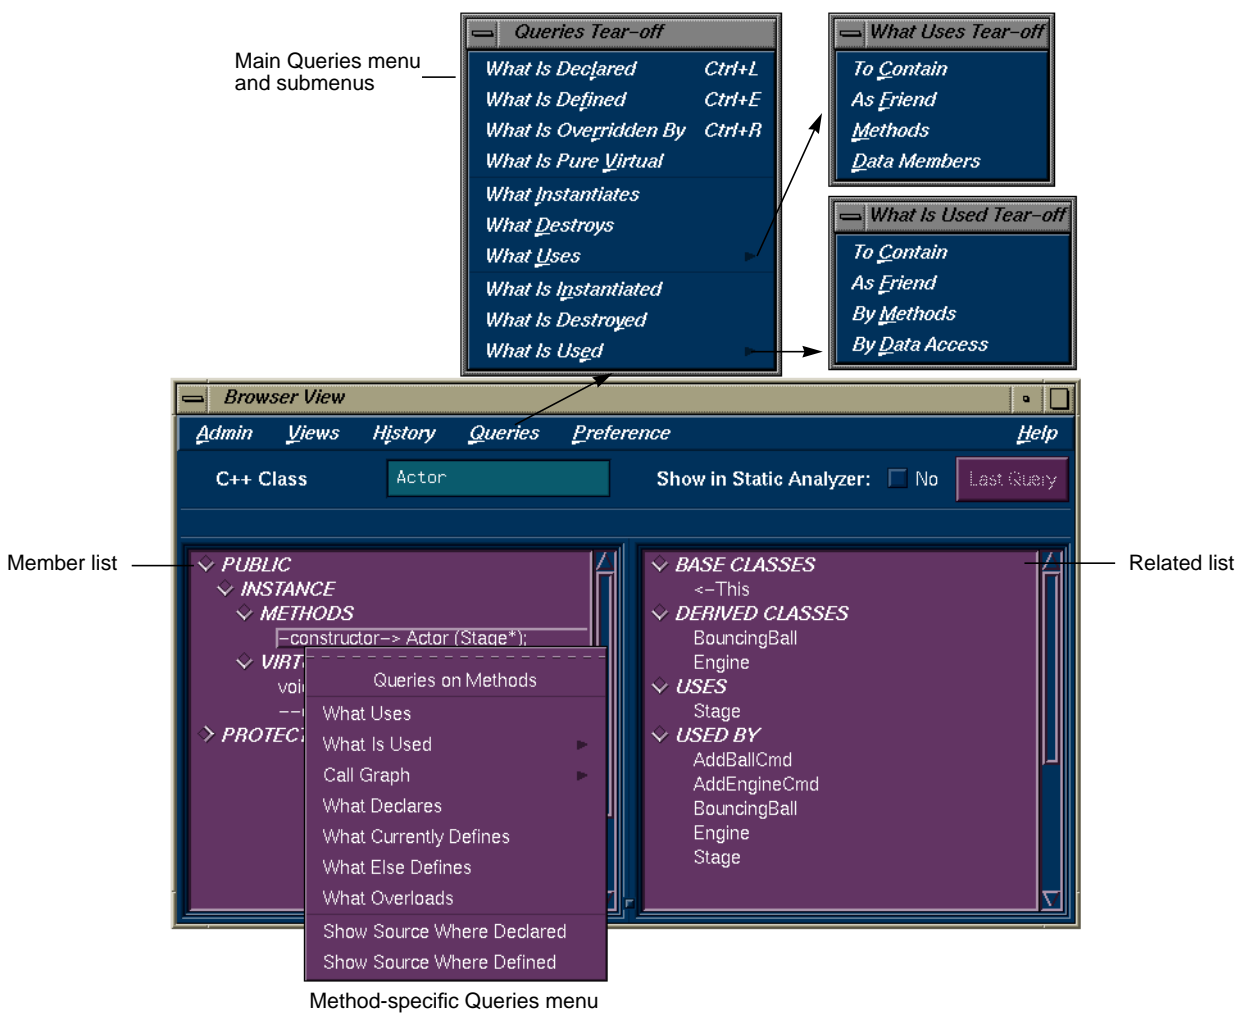 Main Queries menu
and submenus
Queries Tear-off
What Is Declared Ctrl+L
What Is Defined Ctrl+E
What Is Overridden By Ctrl+R
What Is Pure Virtual
What Instantiates
What Destroys
What Uses
What Is Instantiated
What Is Destroyed
What Is Used
What Uses Tear-off
To Contain
As Friend
Methods
Data Members
What Is Used Tear-off
To Contain
As Friend
By Methods
By Data Access
Browser View
Admin Views History Queries Preference Help
C++ Class Actor Show in Static Analyzer: No Last Query
Member list
PUBLIC
INSTANCE
METHODS
-constructor-> Actor (Stage*);
VIRT
voi
PROTECT
Queries on Methods
What Uses
What Is Used
Call Graph
What Declares
What Currently Defines
What Else Defines
What Overloads
Show Source Where Declared
Show Source Where Defined
Related list
BASE CLASSES
<-This
DERIVED CLASSES
BouncingBall
Engine
USES
Stage
USED BY
AddBallCmd
AddEngineCmd
BouncingBall
Engine
Stage
Method-specific Queries menu